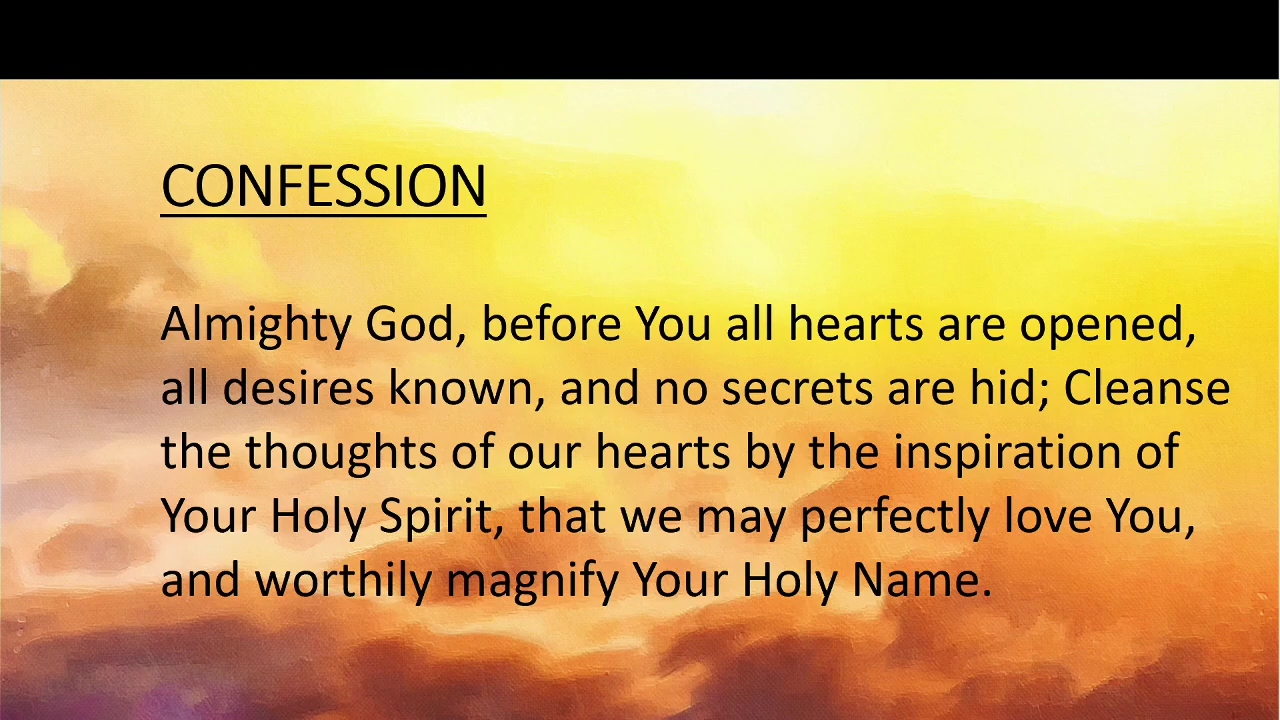 CONFESSION
Almighty God, before You all hearts are opened,
all desires known, and no secrets are hid; Cleanse
the thoughts of our hearts by the inspiration of
Your Holy Spirit, that we may perfectly love You,
and worthily magnify Your Holy Name.